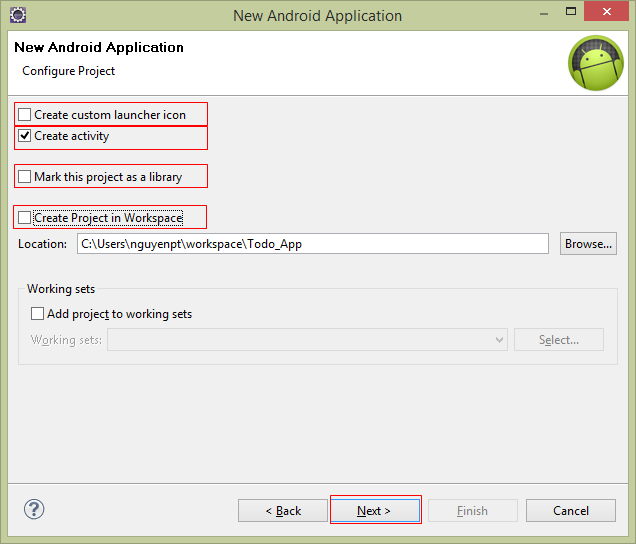 New Android Application
New Android Application
Configure Project
Create custom launcher icon
Create activity
Mark this project as a library
Create Project in Workspace
Location: C:\Users\nguyenpt\workspace\Todo_App Browse...
Working sets
Add project to working sets
Working sets: Select...
? < Back Next > Finish Cancel